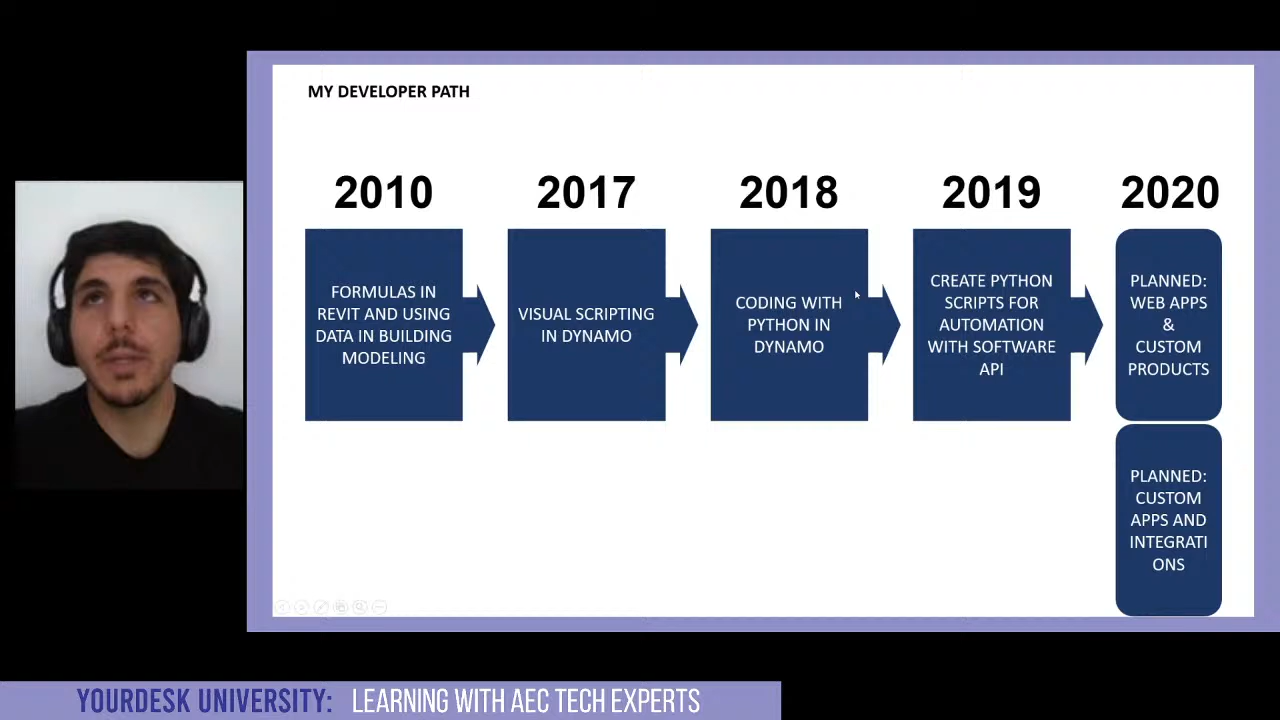 MY DEVELOPER PATH
2010
2017
2018
2019
2020
FORMULAS IN
REVIT AND USING
DATA IN BUILDING
MODELING
VISUAL SCRIPTING
IN DYNAMO
CODING WITH
PYTHON IN
DYNAMO
CREATE PYTHON
SCRIPTS FOR
AUTOMATION
WITH SOFTWARE
API
PLANNED:
WEB APPS
&
CUSTOM
PRODUCTS
PLANNED:
CUSTOM
APPS AND
INTEGRATI
ONS
YOURDESK UNIVERSITY: LEARNING WITH AEC TECH EXPERTS